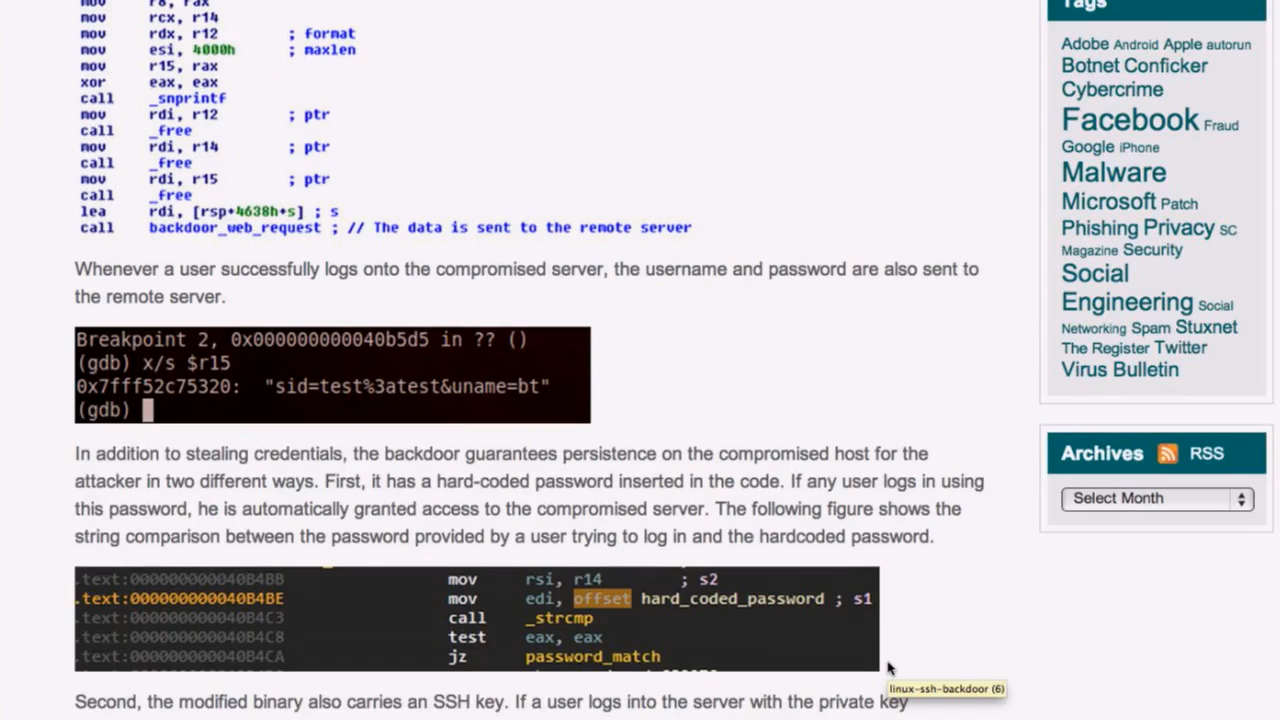 mov r8, rax
mov rcx, r14
mov rdx, r12 ; format
mov esi, 4000h ; maxlen
mov r15, rax
xor eax, eax
call _snprintf
mov rdi, r12 ; ptr
call _free
mov rdi, r14 ; ptr
call _free
mov rdi, r15 ; ptr
call _free
lea rdi, [rsp+4638h+s] ; s
call backdoor_web_request ; // The data is sent to the remote server
Whenever a user successfully logs onto the compromised server, the username and password are also sent to
the remote server.
Breakpoint 2, 0x000000000040b5d5 in ?? ()
(gdb) x/s $r15
0x7fff52c75320: "sid=test%3atest&uname=bt"
(gdb)
In addition to stealing credentials, the backdoor guarantees persistence on the compromised host for the
attacker in two different ways. First, it has a hard-coded password inserted in the code. If any user logs in using
this password, he is automatically granted access to the compromised server. The following figure shows the
string comparison between the password provided by a user trying to log in and the hardcoded password.
.text:000000000040B4BB mov rsi, r14 ; s2
.text:000000000040B4BE mov edi, offset hard_coded_password ; s1
.text:000000000040B4C3 call _strcmp
.text:000000000040B4C8 test eax, eax
.text:000000000040B4CA jz password_match
linux-ssh-backdoor (6)
Second, the modified binary also carries an SSH key. If a user logs into the server with the private key
Tags
Adobe Android Apple autorun
Botnet Conficker
Cybercrime
Facebook Fraud
Google iPhone
Malware
Microsoft Patch
Phishing Privacy SC
Magazine Security
Social
Engineering Social
Networking Spam Stuxnet
The Register Twitter
Virus Bulletin
Archives RSS
Select Month